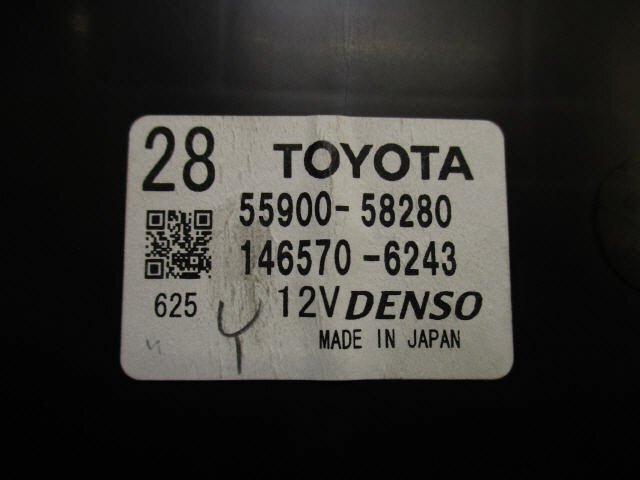 28 TOYOTA
55900-58280
146570-6243
625 12V DENSO
MADE IN JAPAN